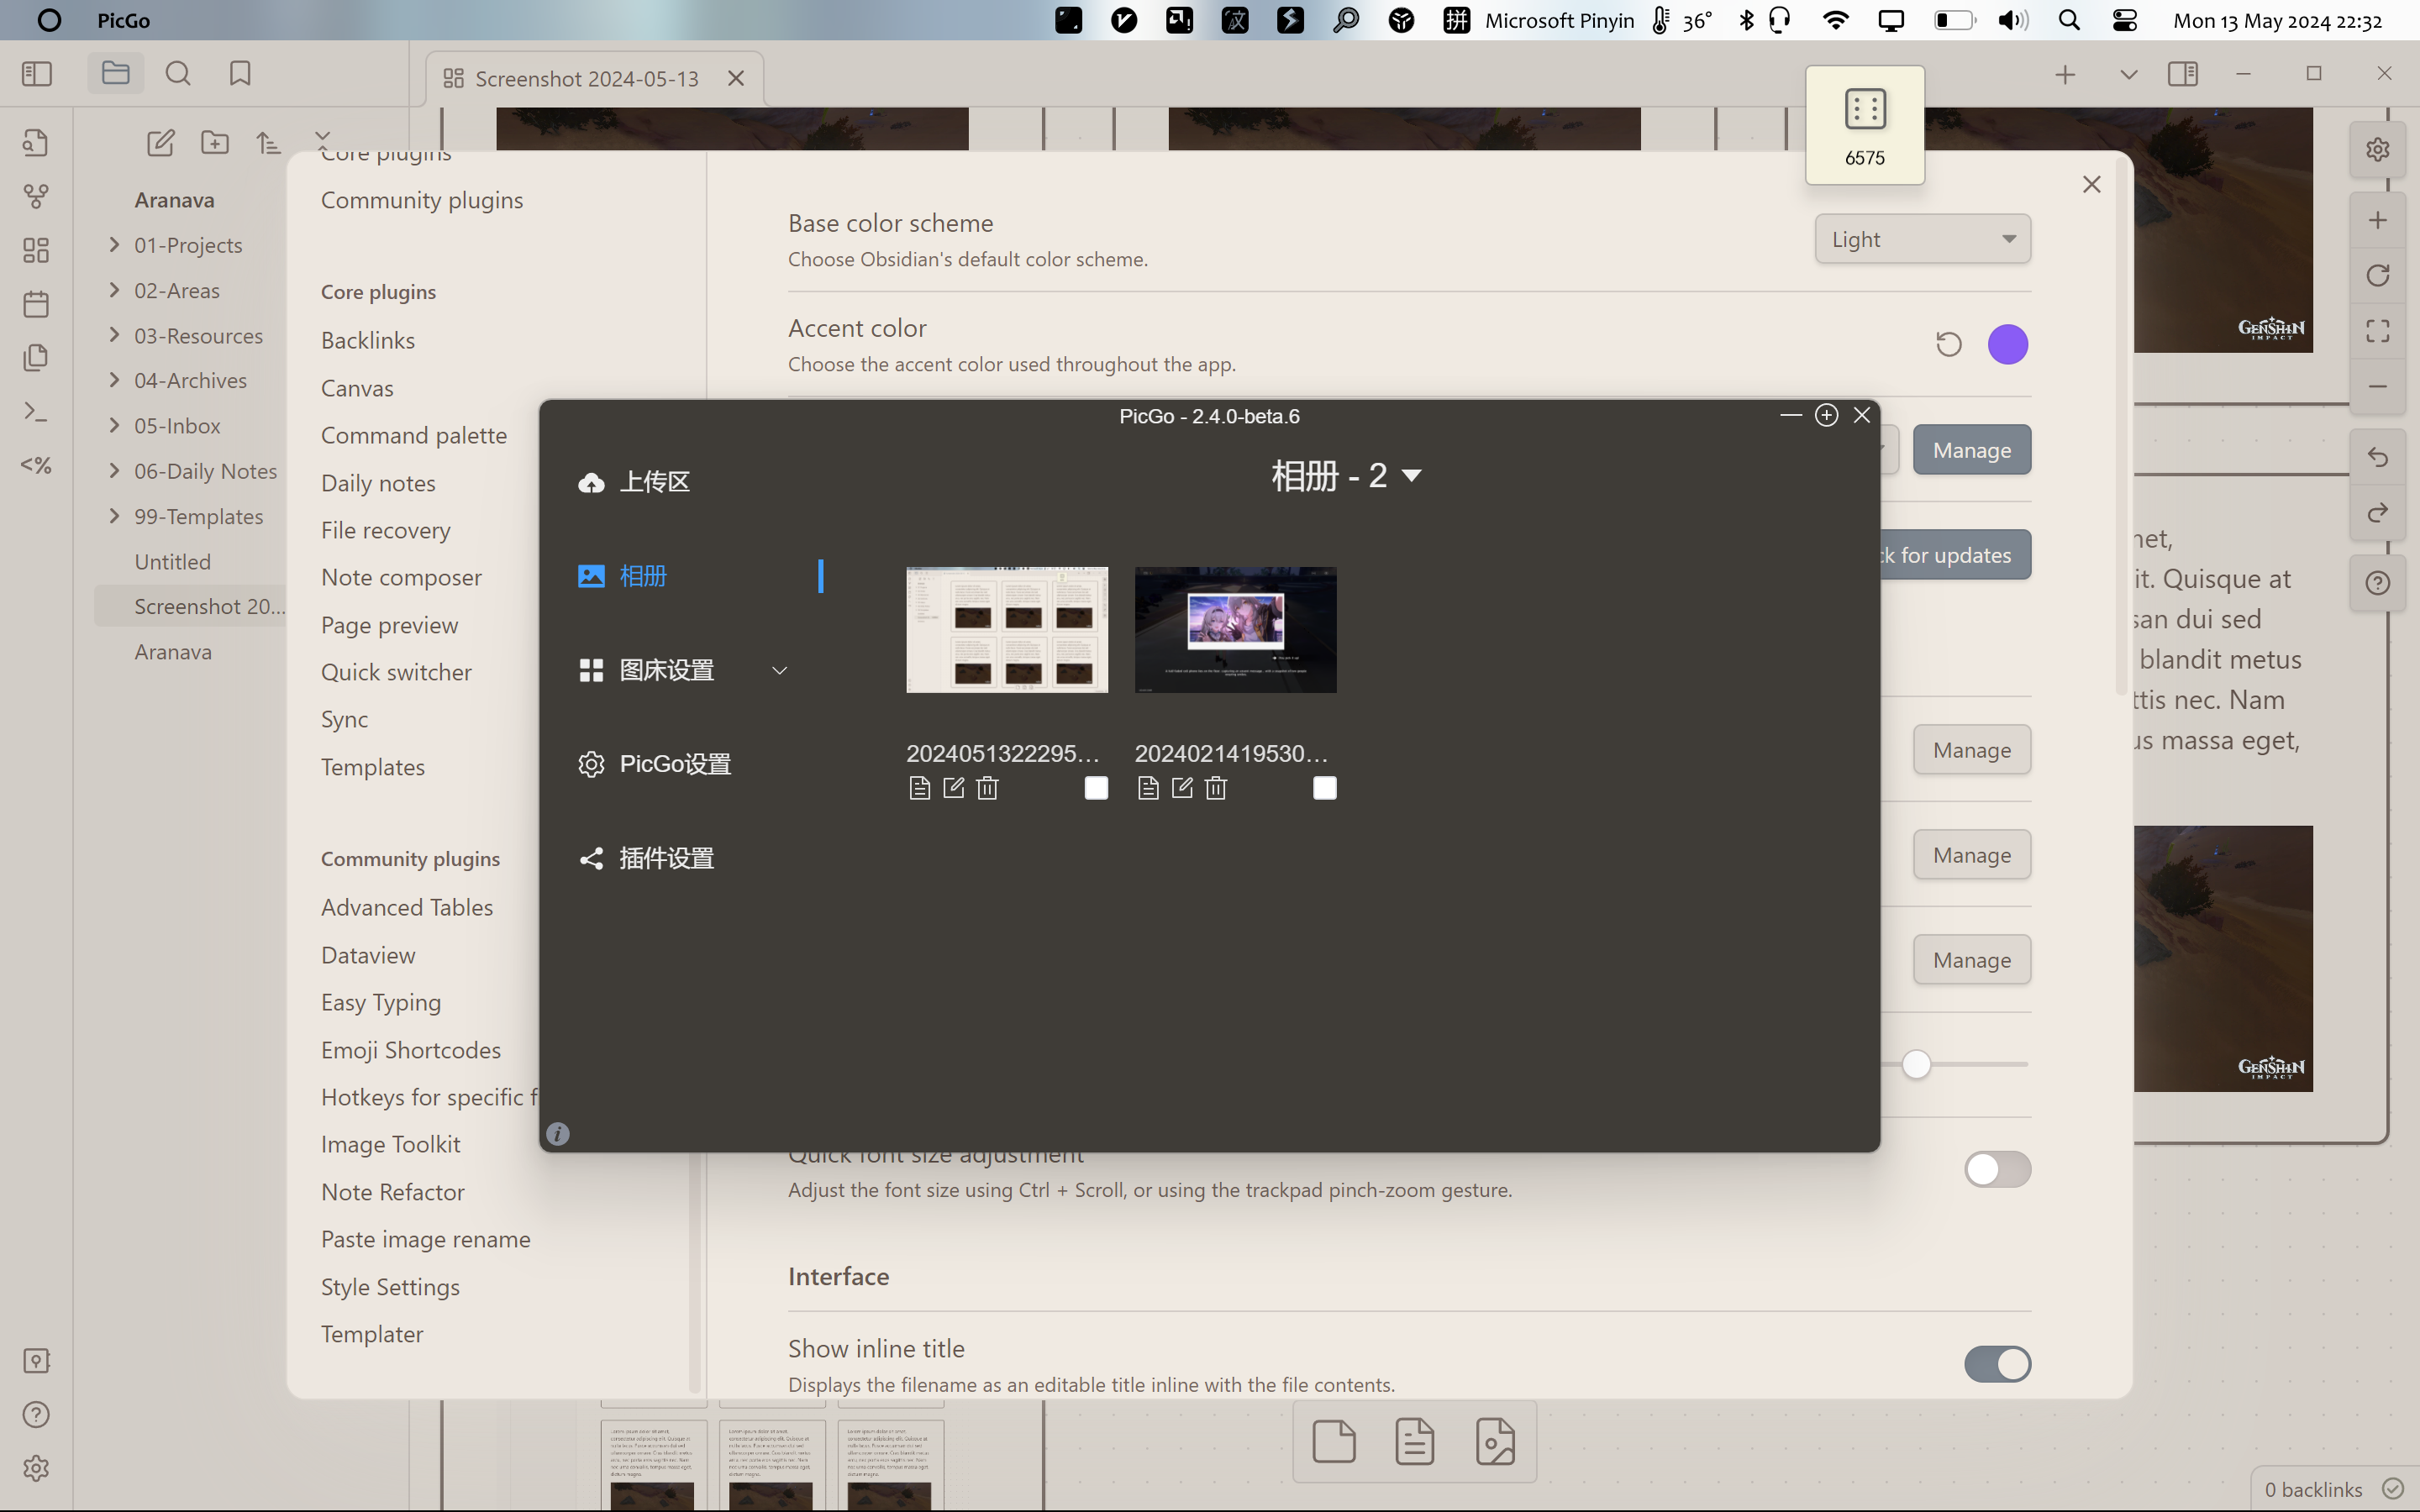 PicGo
拼 Microsoft Pinyin 36° Mon 13 May 2024 22:32
Screenshot 2024-05-13
6575
Aranava
01-Projects
02-Areas
03-Resources
04-Archives
05-Inbox
06-Daily Notes
99-Templates
Untitled
Screenshot 20...
Aranava
Core plugins
Community plugins
Core plugins
Backlinks
Canvas
Command palette
Daily notes
File recovery
Note composer
Page preview
Quick switcher
Sync
Templates
Community plugins
Advanced Tables
Dataview
Easy Typing
Emoji Shortcodes
Hotkeys for specific f
Image Toolkit
Note Refactor
Paste image rename
Style Settings
Templater
Base color scheme
Choose Obsidian's default color scheme.
Light
Accent color
Choose the accent color used throughout the app.
Manage
ck for updates
Manage
Manage
Manage
PicGo - 2.4.0-beta.6
上传区
相册
图床设置
PicGo设置
插件设置
相册 - 2
2024051322295...
2024021419530...
Quick font size adjustment
Adjust the font size using Ctrl + Scroll, or using the trackpad pinch-zoom gesture.
Interface
Show inline title
Displays the filename as an editable title inline with the file contents.
GENSHIN
IMPACT
net,
it. Quisque at
san dui sed
blandit metus
ttis nec. Nam
us massa eget,
GENSHIN
IMPACT
0 backlinks